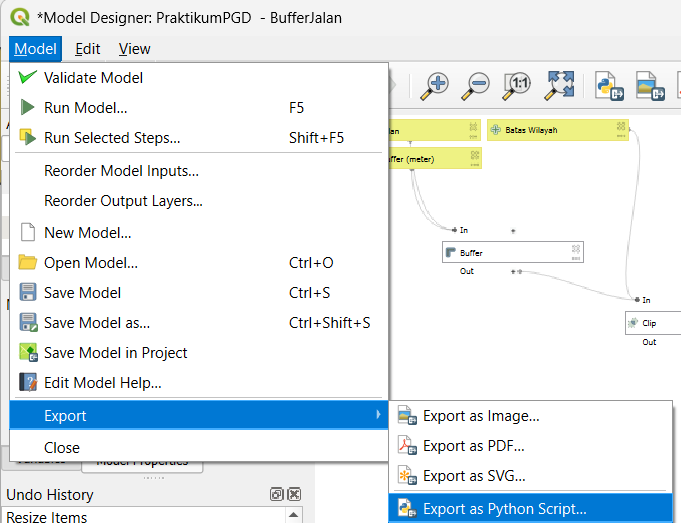 *Model Designer: PraktikumPGD - BufferJalan
Model Edit View
Validate Model
Run Model... F5
Run Selected Steps... Shift+F5
Reorder Model Inputs...
Reorder Output Layers...
New Model...
Open Model... Ctrl+O
Save Model Ctrl+S
Save Model as... Ctrl+Shift+S
Save Model in Project
Edit Model Help...
Export
Close
1:1
Batas Wilayah
(meter)
In
Buffer
Out
In
Clip
Out
Export as Image...
Export as PDF...
Export as SVG...
Export as Python Script...
Model Properties
Undo History
Resize Items